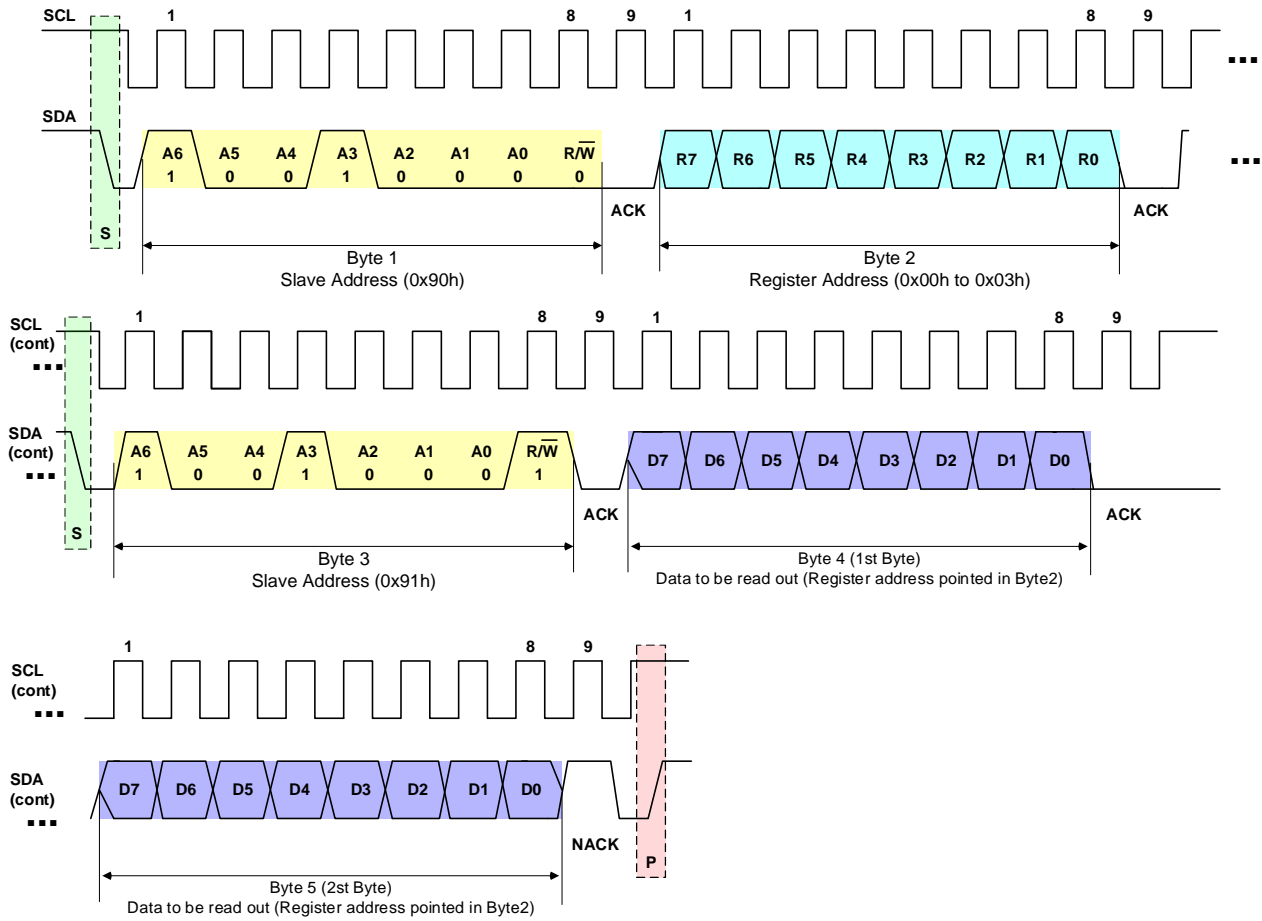 SCL 1 8 9 1 8 9
...
SDA
A6 A5 A4 A3 A2 A1 A0 R/W R7 R6 R5 R4 R3 R2 R1 R0
1 0 0 1 0 0 0 0
...
ACK ACK
S
Byte 1 Byte 2
Slave Address (0x90h) Register Address (0x00h to 0x03h)
SCL 1 8 9 1 8 9
(cont)
...
SDA
(cont)
A6 A5 A4 A3 A2 A1 A0 R/W D7 D6 D5 D4 D3 D2 D1 D0
1 0 0 1 0 0 0 1
...
ACK ACK
S
Byte 3 Byte 4 (1st Byte)
Slave Address (0x91h) Data to be read out (Register address pointed in Byte2)
1 8 9
SCL
(cont)
...
SDA
(cont)
D7 D6 D5 D4 D3 D2 D1 D0
...
NACK
P
Byte 5 (2st Byte)
Data to be read out (Register address pointed in Byte2)